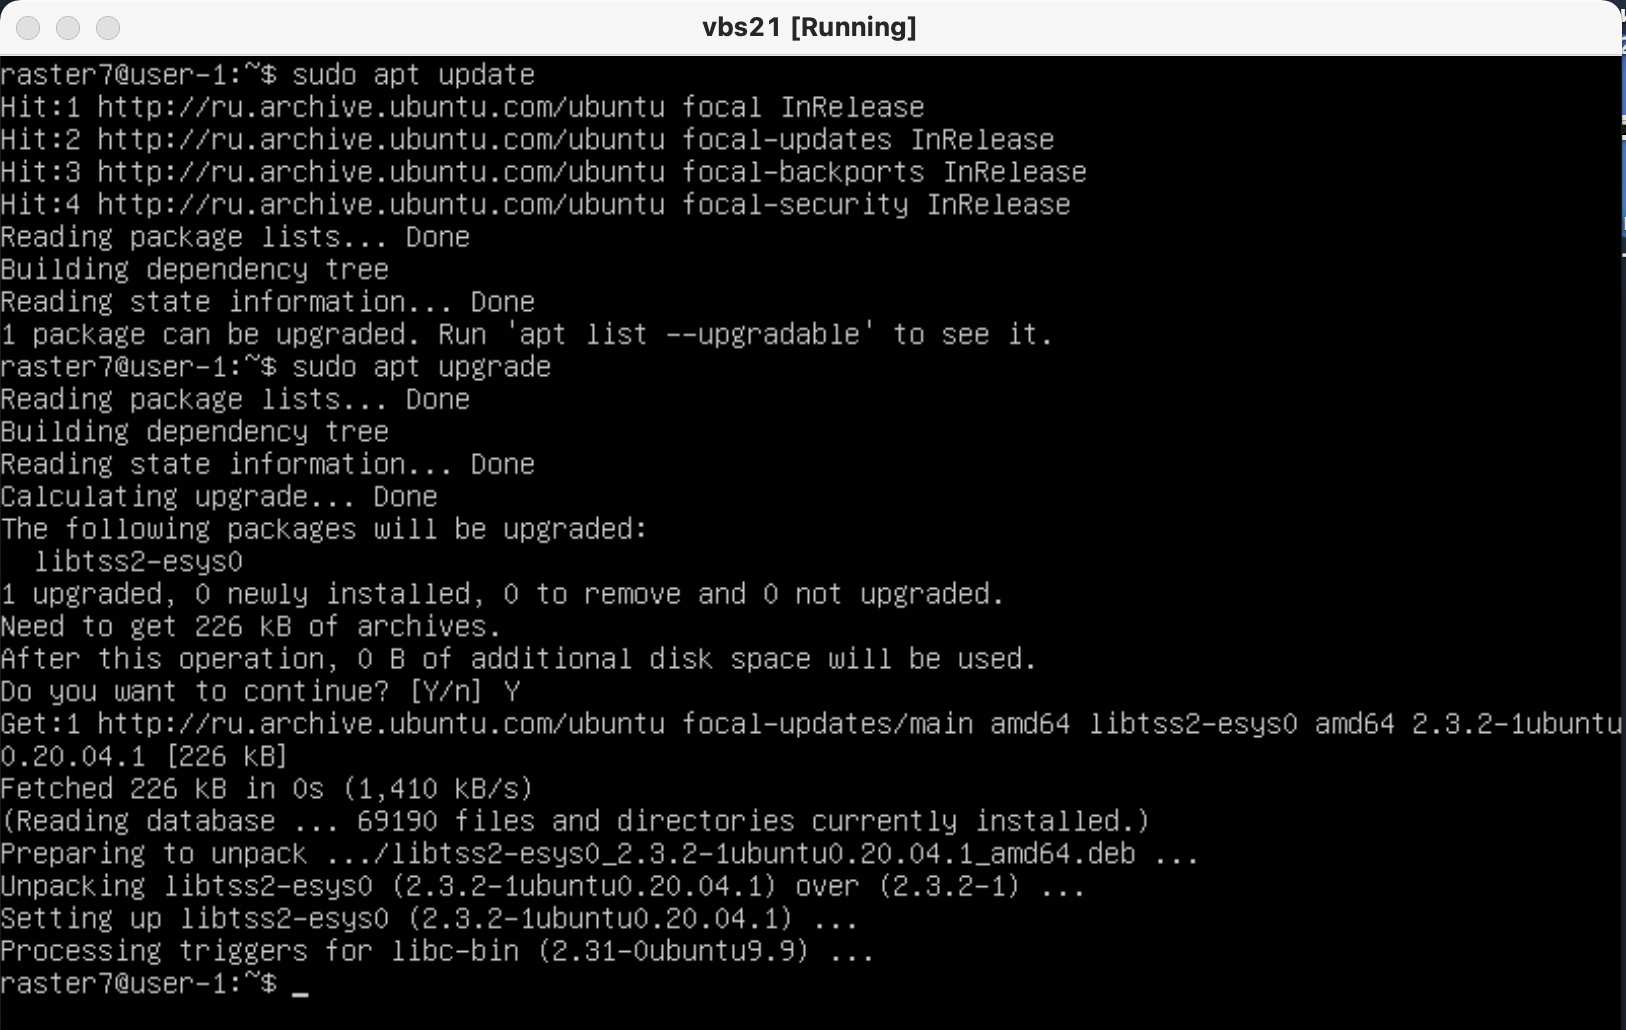 vbs21 [Running]
raster7@user-1:~$ sudo apt update
Hit:1 http://ru.archive.ubuntu.com/ubuntu focal InRelease
Hit:2 http://ru.archive.ubuntu.com/ubuntu focal-updates InRelease
Hit:3 http://ru.archive.ubuntu.com/ubuntu focal-backports InRelease
Hit:4 http://ru.archive.ubuntu.com/ubuntu focal-security InRelease
Reading package lists... Done
Building dependency tree
Reading state information... Done
1 package can be upgraded. Run 'apt list --upgradable' to see it.
raster7@user-1:~$ sudo apt upgrade
Reading package lists... Done
Building dependency tree
Reading state information... Done
Calculating upgrade... Done
The following packages will be upgraded:
  libtss2-esys0
1 upgraded, 0 newly installed, 0 to remove and 0 not upgraded.
Need to get 226 kB of archives.
After this operation, 0 B of additional disk space will be used.
Do you want to continue? [Y/n] Y
Get:1 http://ru.archive.ubuntu.com/ubuntu focal-updates/main amd64 libtss2-esys0 amd64 2.3.2-1ubuntu
0.20.04.1 [226 kB]
Fetched 226 kB in 0s (1,410 kB/s)
(Reading database ... 69190 files and directories currently installed.)
Preparing to unpack .../libtss2-esys0_2.3.2-1ubuntu0.20.04.1_amd64.deb ...
Unpacking libtss2-esys0 (2.3.2-1ubuntu0.20.04.1) over (2.3.2-1) ...
Setting up libtss2-esys0 (2.3.2-1ubuntu0.20.04.1) ...
Processing triggers for libc-bin (2.31-0ubuntu9.9) ...
raster7@user-1:~$ _